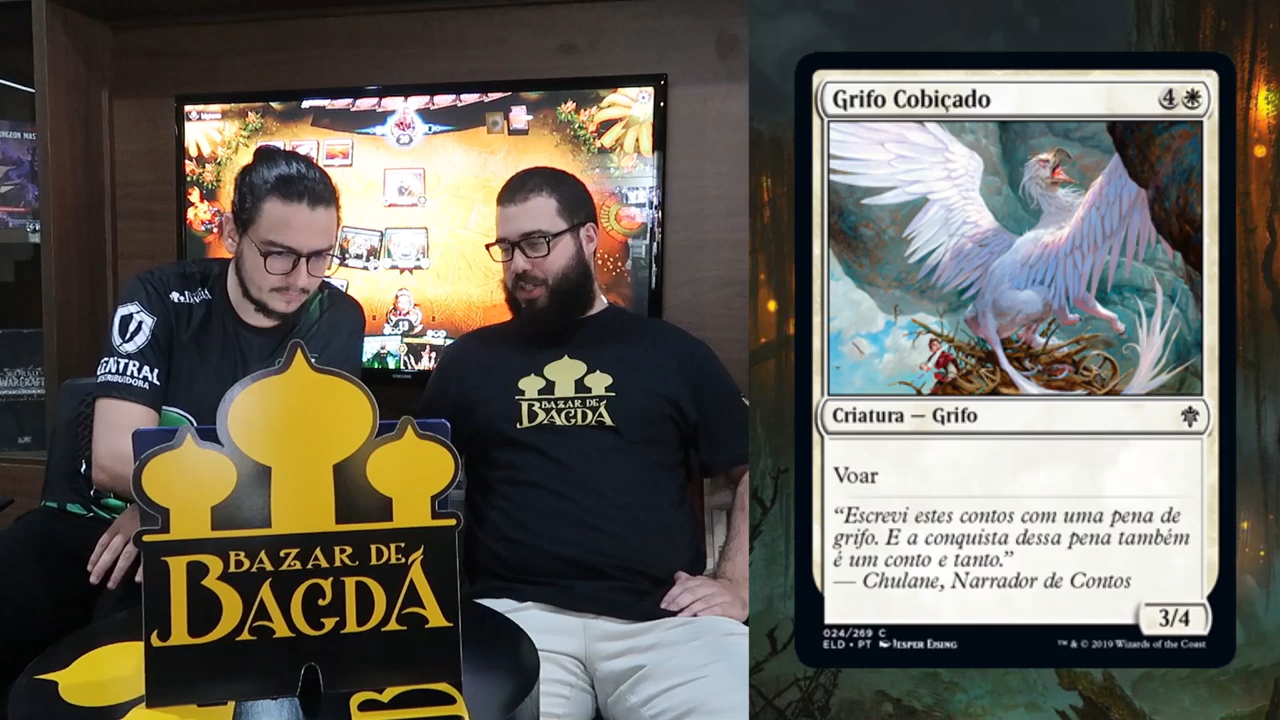 CENTRAL
DISTRIBUIDORA
BAZAR DE
BAGDÁ
BAZAR DE
BAGDÁ
Grifo Cobiçado
4
Criatura — Grifo
Voar
“Escrevi estes contos com uma pena de
grifo. E a conquista dessa pena também
é um conto e tanto.”
— Chulane, Narrador de Contos
3/4
024/269 C
ELD • PT JESPER EJSING
™ & © 2019 Wizards of the Coast